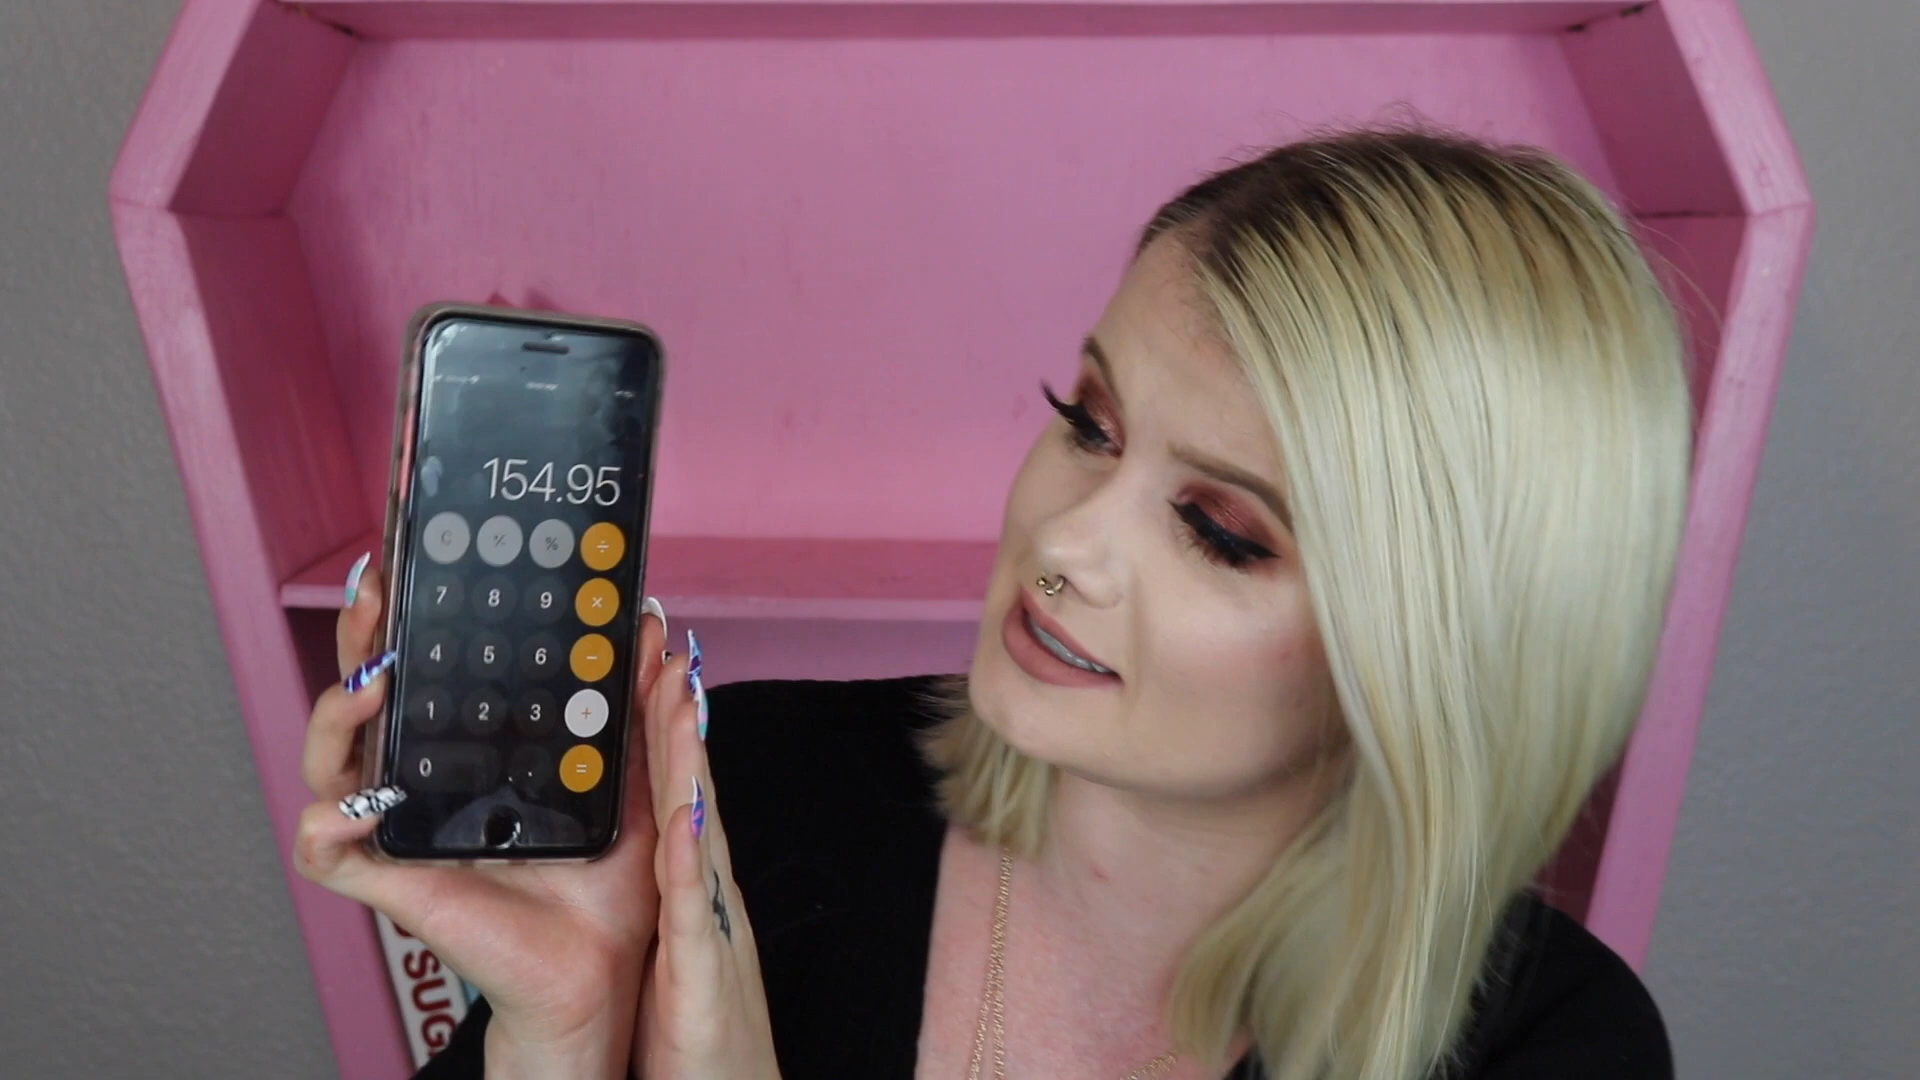 154.95
C ⁺∕₋ % ÷
7 8 9 ×
4 5 6 −
1 2 3 +
0 . =
SUG